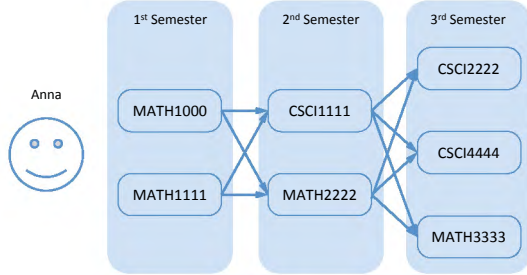 1st Semester
2nd Semester
3rd Semester
Anna
MATH1000
MATH1111
CSCI1111
MATH2222
CSCI2222
CSCI4444
MATH3333